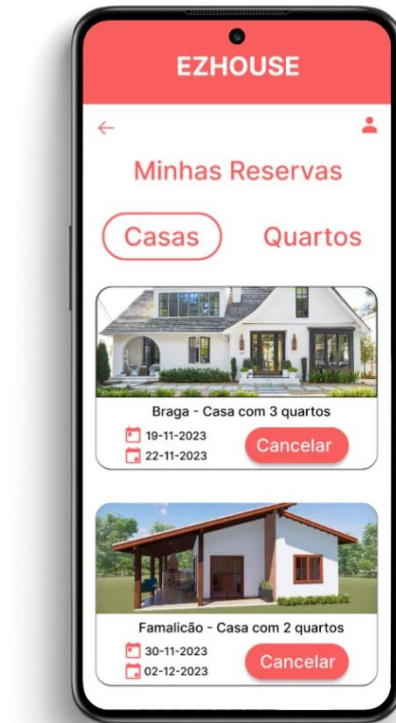 EZHOUSE
Minhas Reservas
Casas Quartos
Braga - Casa com 3 quartos
19-11-2023
22-11-2023
Cancelar
Famalicão - Casa com 2 quartos
30-11-2023
02-12-2023
Cancelar